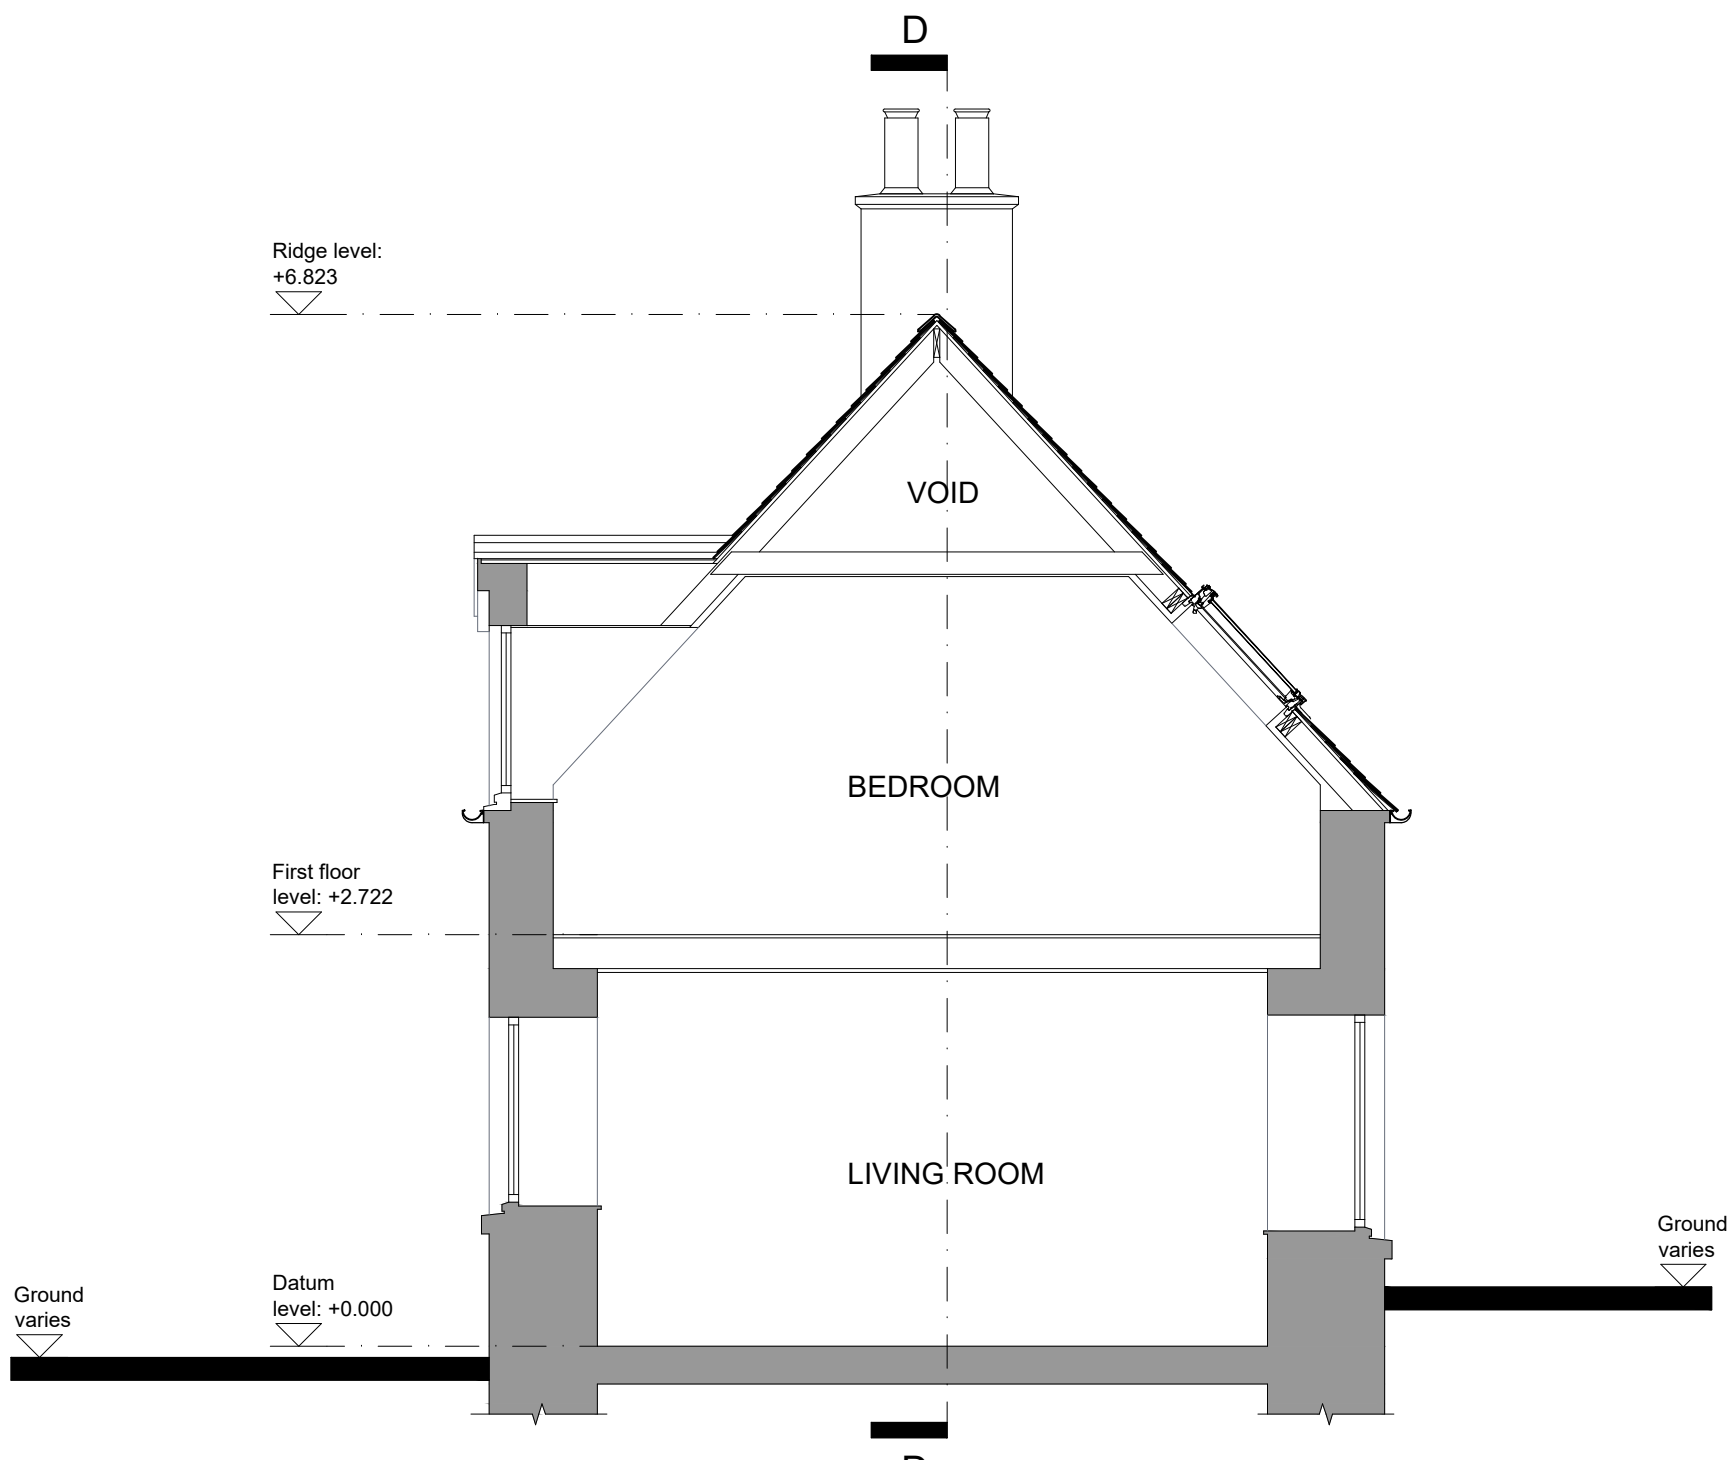 D
Ridge level:
+6.823
VOID
BEDROOM
First floor
level: +2.722
LIVING ROOM
Ground
varies
Datum
level: +0.000
Ground
varies